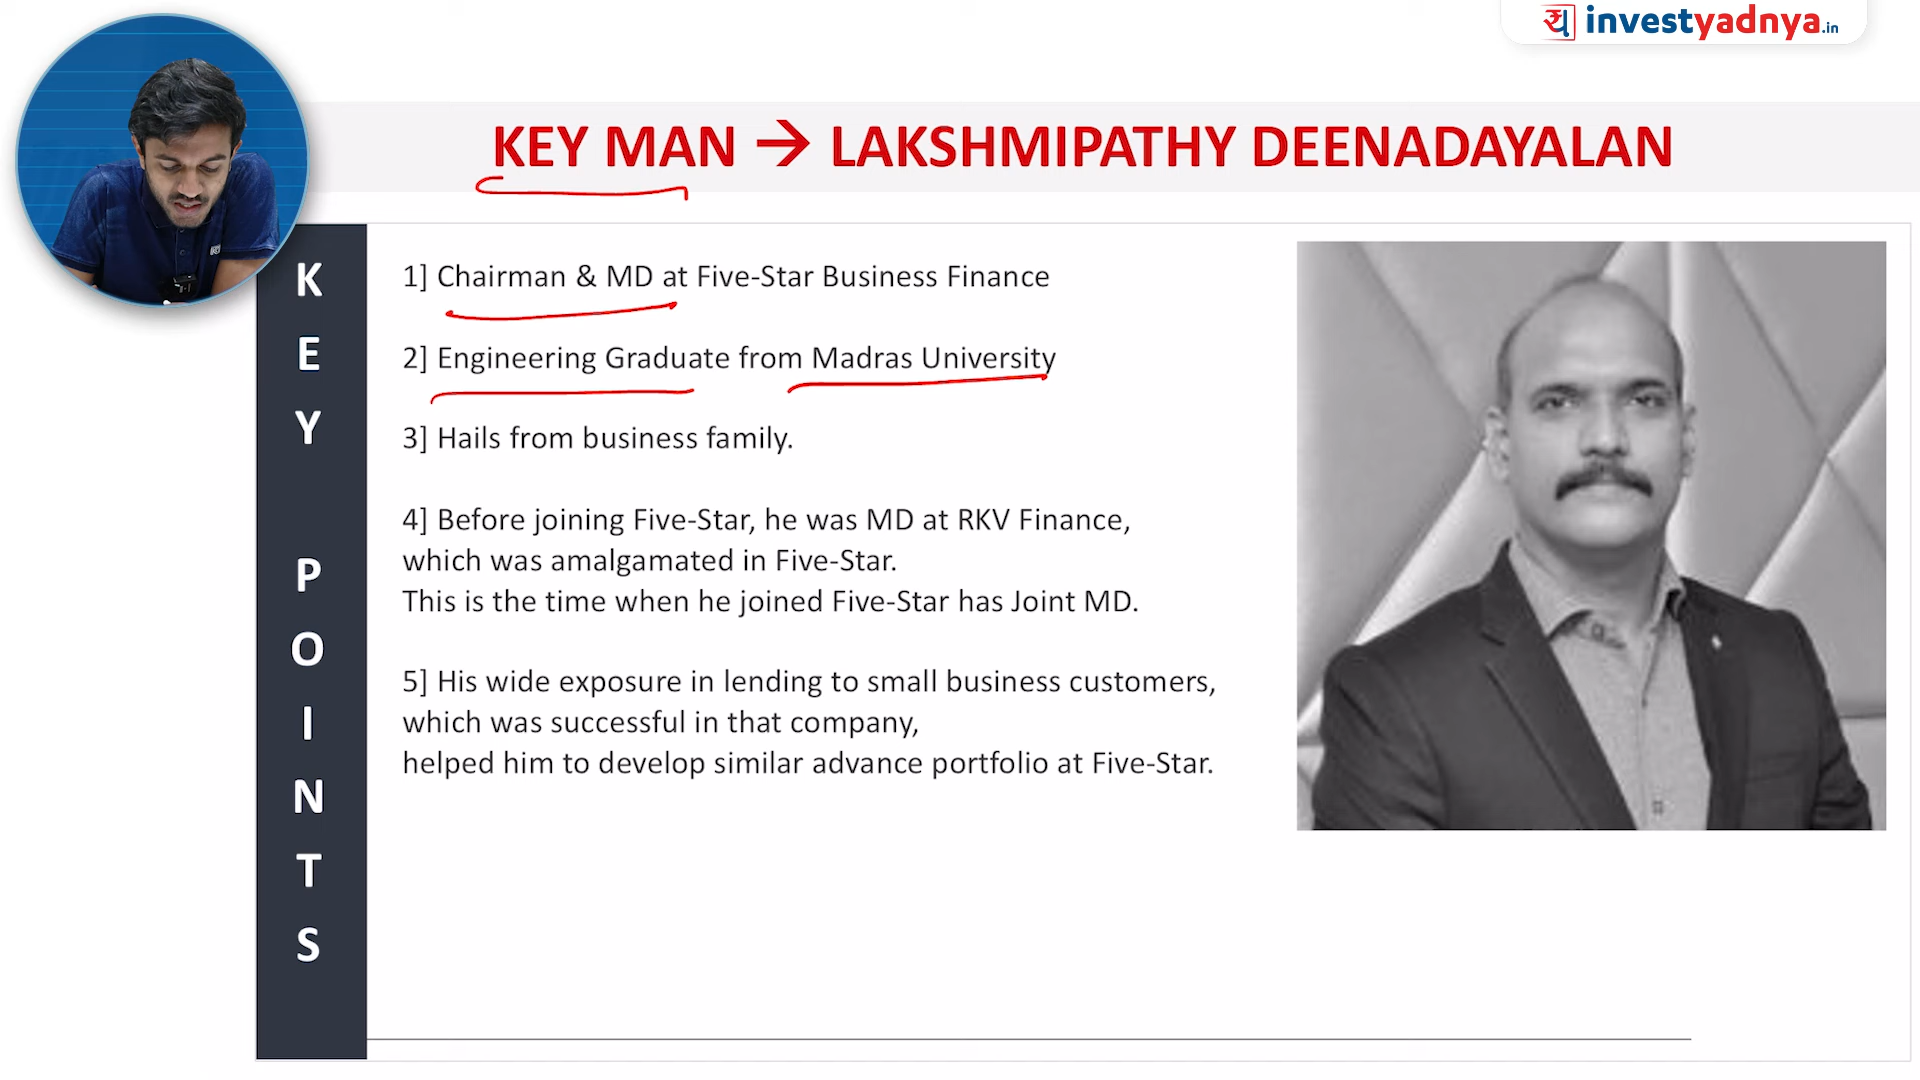 य investyadnya.in
KEY MAN → LAKSHMIPATHY DEENADAYALAN
KEY POINTS
1] Chairman & MD at Five-Star Business Finance
2] Engineering Graduate from Madras University
3] Hails from business family.
4] Before joining Five-Star, he was MD at RKV Finance,
which was amalgamated in Five-Star.
This is the time when he joined Five-Star has Joint MD.
5] His wide exposure in lending to small business customers,
which was successful in that company,
helped him to develop similar advance portfolio at Five-Star.